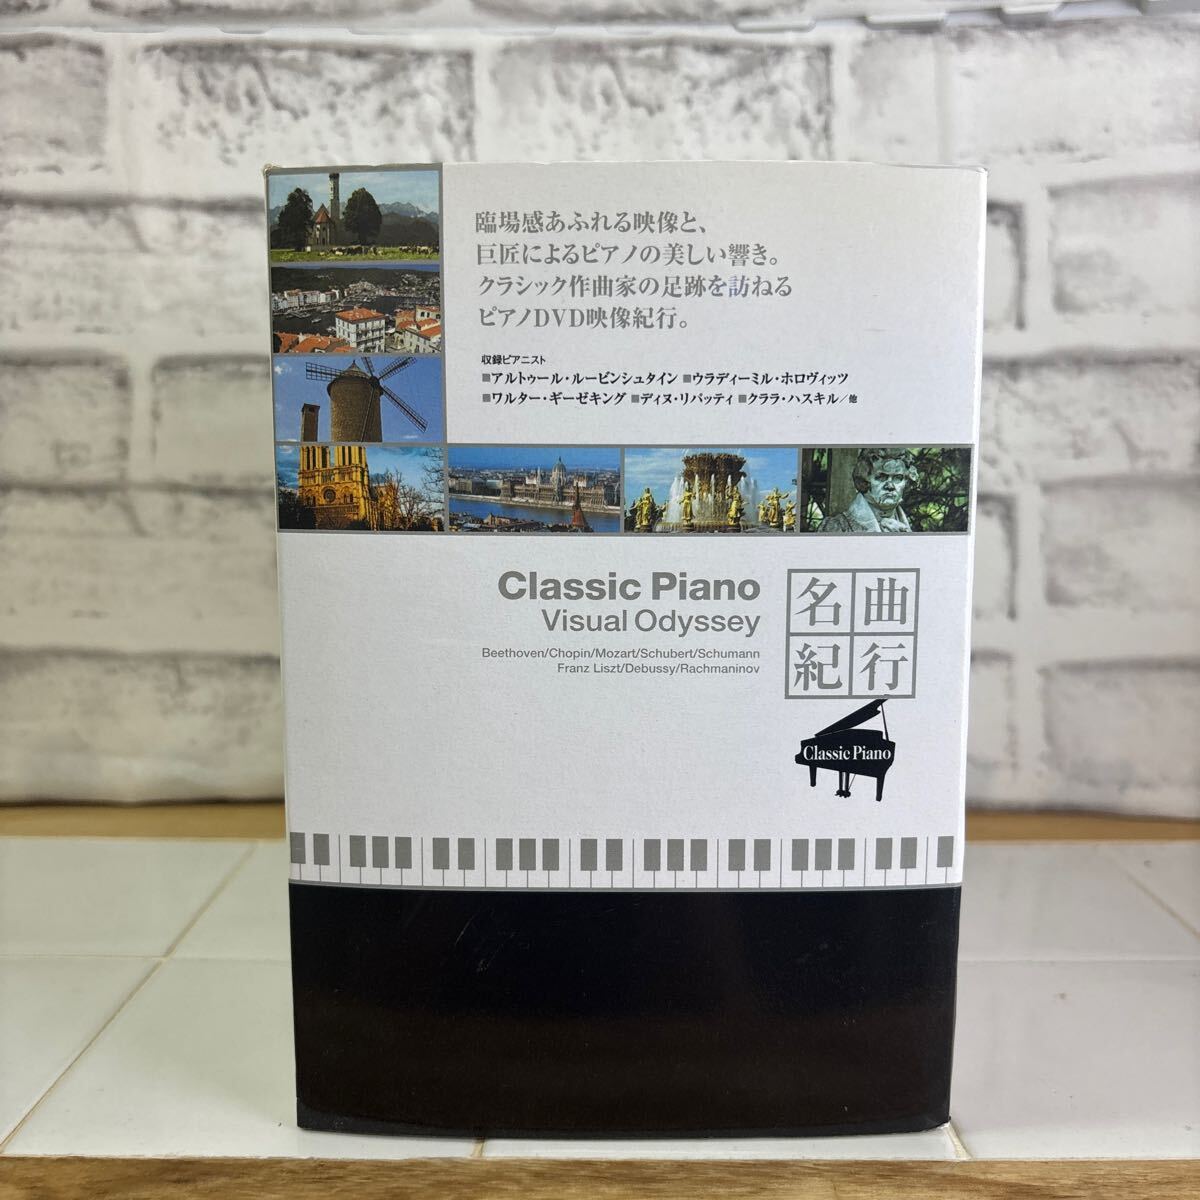 臨場感あふれる映像と、
巨匠によるピアノの美しい響き。
クラシック作曲家の足跡を訪ねる
ピアノDVD映像紀行。
収録ピアニスト
■アルトゥール・ルービンシュタイン ■ウラディーミル・ホロヴィッツ
■ワルター・ギーゼキング ■ディヌ・リパッティ ■クララ・ハスキル／他
Classic Piano
Visual Odyssey
Beethoven/Chopin/Mozart/Schubert/Schumann
Franz Liszt/Debussy/Rachmaninov
名曲
紀行
Classic Piano